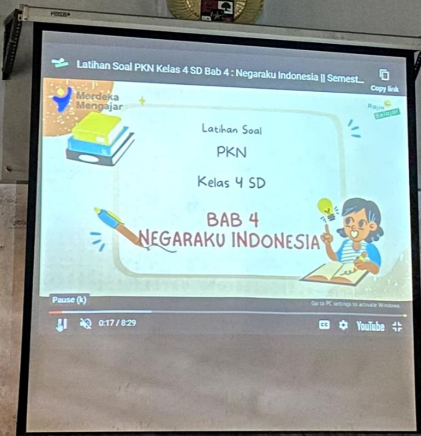 Latihan Soal PKN Kelas 4 SD Bab 4 : Negaraku Indonesia || Semest...
Copy link
Merdeka
Mengajar
Latihan Soal
PKN
Kelas 4 SD
BAB 4
NEGARAKU INDONESIA
Pause (k)
Go to PC settings to activate Windows.
0:17 / 8:29
CC
YouTube